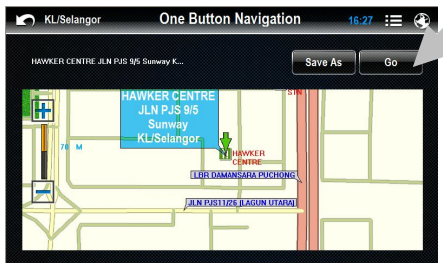 KL/Selangor
One Button Navigation
16:27
HAWKER CENTRE JLN PJS 9/5 Sunway K...
Save As
Go
HAWKER CENTRE
JLN PJS 9/5
Sunway
KL/Selangor
STN
70 M
HAWKER
CENTRE
LBR DAMANSARA PUCHONG
JLN PJS11/26 [LAGUN UTARA]